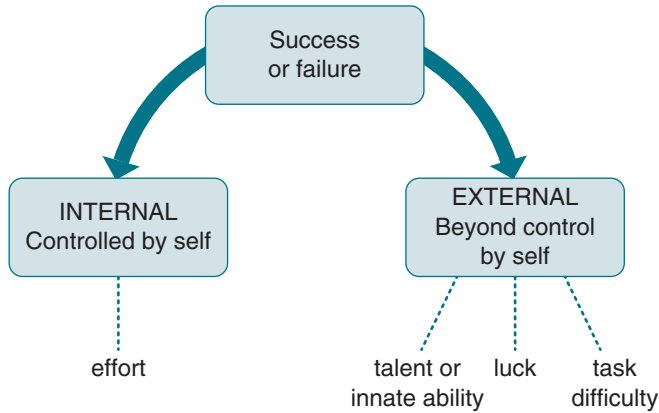 Success
or failure
INTERNAL
Controlled by self
EXTERNAL
Beyond control
by self
effort
talent or
innate ability
luck
task
difficulty